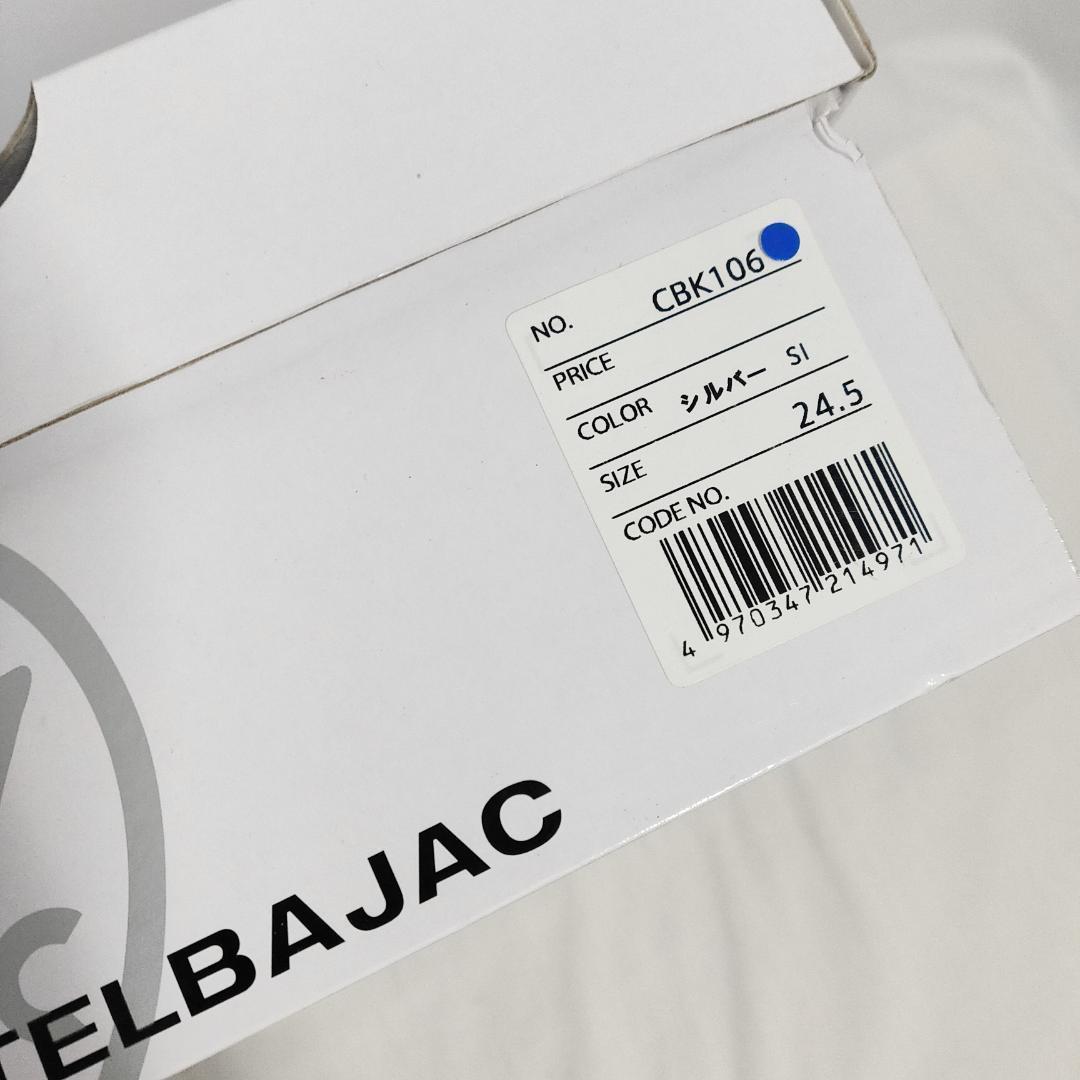 NO. CBK106
PRICE
COLOR シルバー SI
SIZE 24.5
CODE NO.
4 970347 214971
TELBAJAC